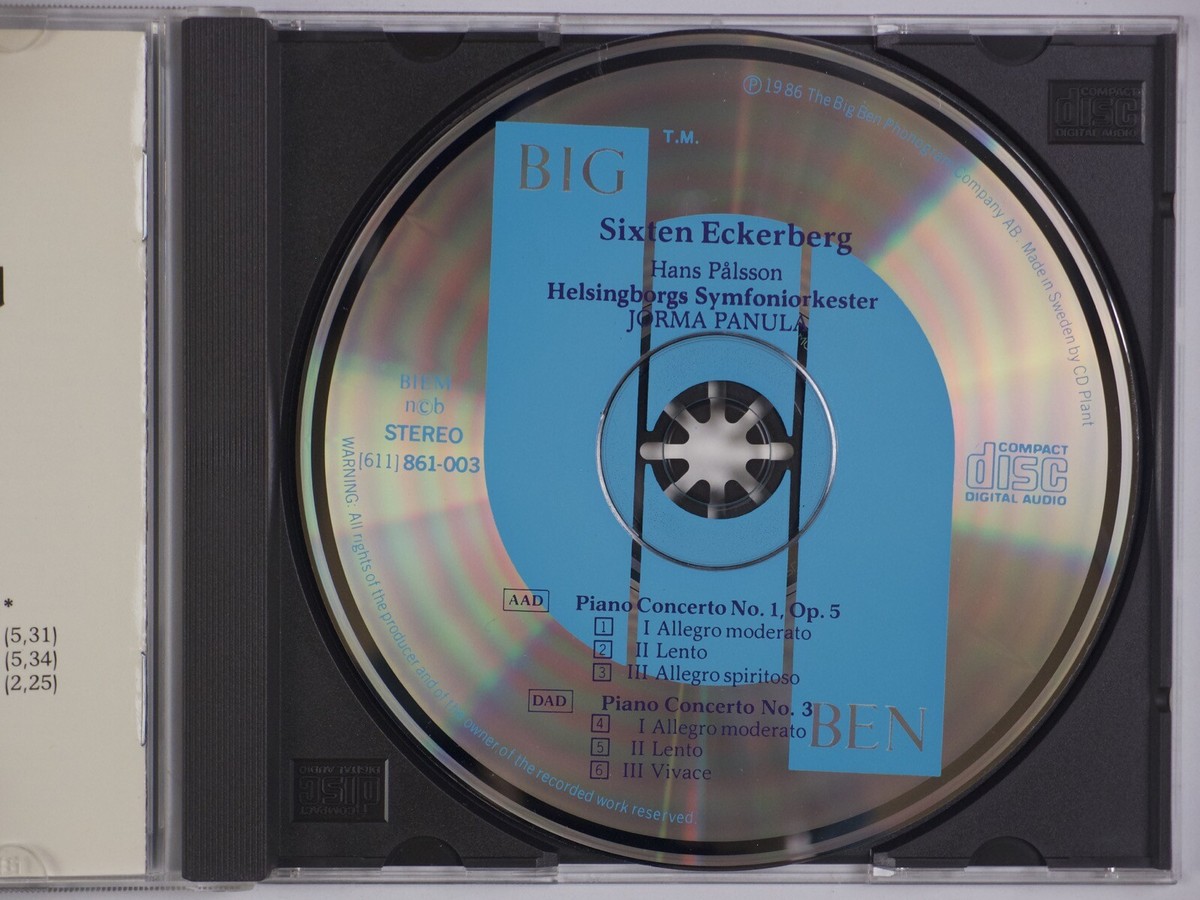 ℗ 1986 The Big Ben Phonogram Company AB. Made in Sweden by CD Plant
COMPACT
disc
DIGITAL AUDIO
BIG
T.M.
Sixten Eckerberg
Hans Pålsson
Helsingborgs Symfoniorkester
JORMA PANULA
BIEM
n©b
STEREO
[611] 861-003
COMPACT
disc
DIGITAL AUDIO
WARNING: All rights of the producer and of the owner of the recorded work reserved.
AAD
Piano Concerto No. 1, Op. 5
1 I Allegro moderato
2 II Lento
3 III Allegro spiritoso
DAD
Piano Concerto No. 3
4 I Allegro moderato
5 II Lento
6 III Vivace
BEN
*
(5,31)
(5,34)
(2,25)
COMPACT
disc
DIGITAL AUDIO